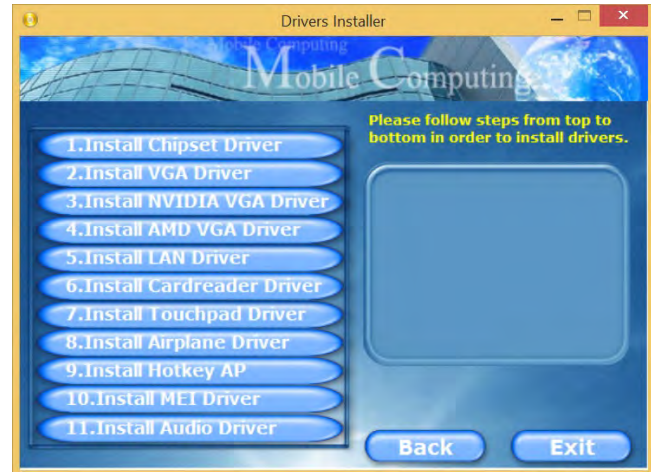 Drivers Installer
Mobile Computing
Mobile Computing
Please follow steps from top to
bottom in order to install drivers.
1.Install Chipset Driver
2.Install VGA Driver
3.Install NVIDIA VGA Driver
4.Install AMD VGA Driver
5.Install LAN Driver
6.Install Cardreader Driver
7.Install Touchpad Driver
8.Install Airplane Driver
9.Install Hotkey AP
10.Install MEI Driver
11.Install Audio Driver
Back
Exit